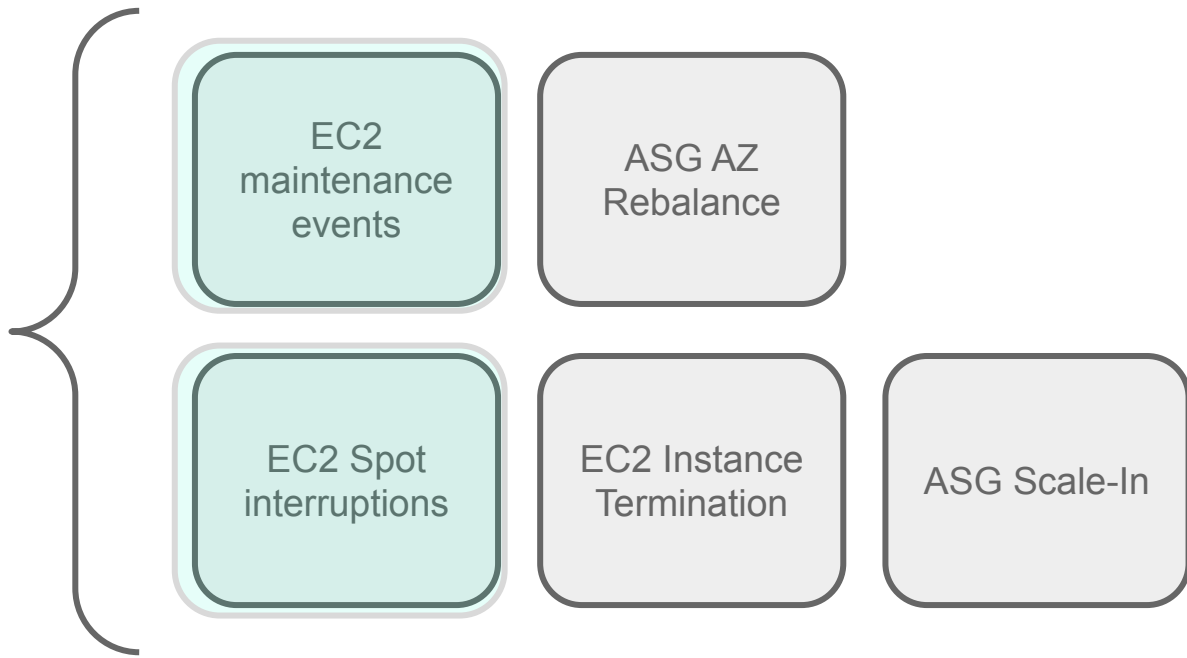 EC2
maintenance
events
ASG AZ
Rebalance
EC2 Spot
interruptions
EC2 Instance
Termination
ASG Scale-In